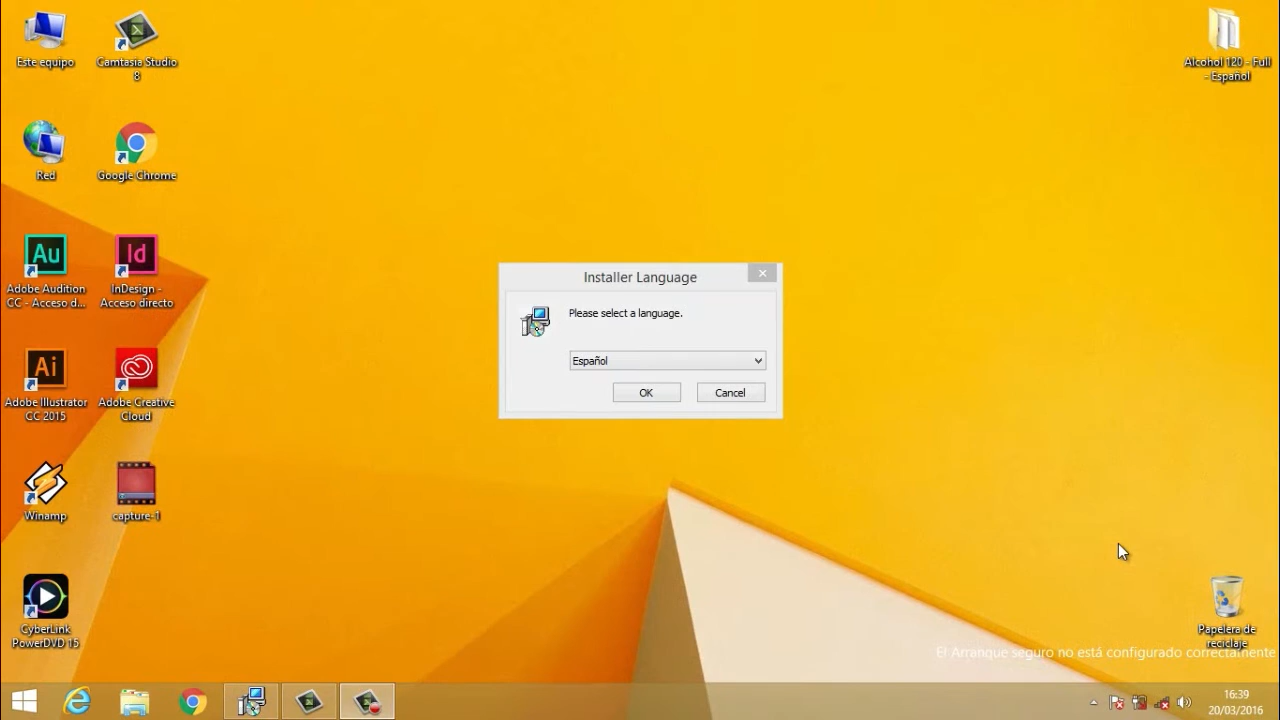 Este equipo
Camtasia Studio
8
Alcohol 120 - Full
- Español
Red
Google Chrome
Au
Id
Adobe Audition
CC - Acceso d...
InDesign -
Acceso directo
Installer Language
Please select a language.
Español
OK
Cancel
Ai
Adobe Illustrator
CC 2015
Adobe Creative
Cloud
Winamp
capture-1
CyberLink
PowerDVD 15
Papelera de
reciclaje
El Arranque seguro no está configurado correctamente
16:39
20/03/2016